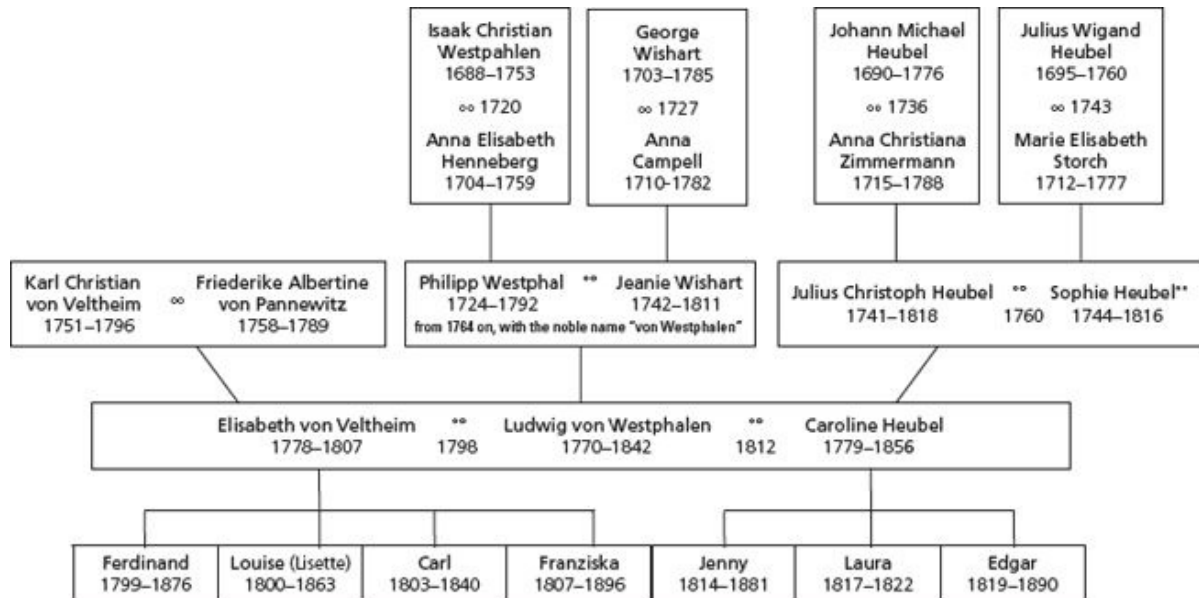 Isaak Christian
Westpahlen
1688–1753
∞ 1720
Anna Elisabeth
Henneberg
1704–1759
George
Wishart
1703–1785
∞ 1727
Anna
Campell
1710-1782
Johann Michael
Heubel
1690–1776
∞ 1736
Anna Christiana
Zimmermann
1715–1788
Julius Wigand
Heubel
1695–1760
∞ 1743
Marie Elisabeth
Storch
1712–1777
Karl Christian
von Veltheim
1751–1796
∞
Friederike Albertine
von Pannewitz
1758–1789
Philipp Westphal ∞ Jeanie Wishart
1724–1792 1742–1811
from 1764 on, with the noble name "von Westphalen"
Julius Christoph Heubel ∞ Sophie Heubel**
1741–1818 1760 1744–1816
Elisabeth von Veltheim ∞ Ludwig von Westphalen ∞ Caroline Heubel
1778–1807 1798 1770–1842 1812 1779–1856
Ferdinand
1799–1876
Louise (Lisette)
1800–1863
Carl
1803–1840
Franziska
1807–1896
Jenny
1814–1881
Laura
1817–1822
Edgar
1819–1890